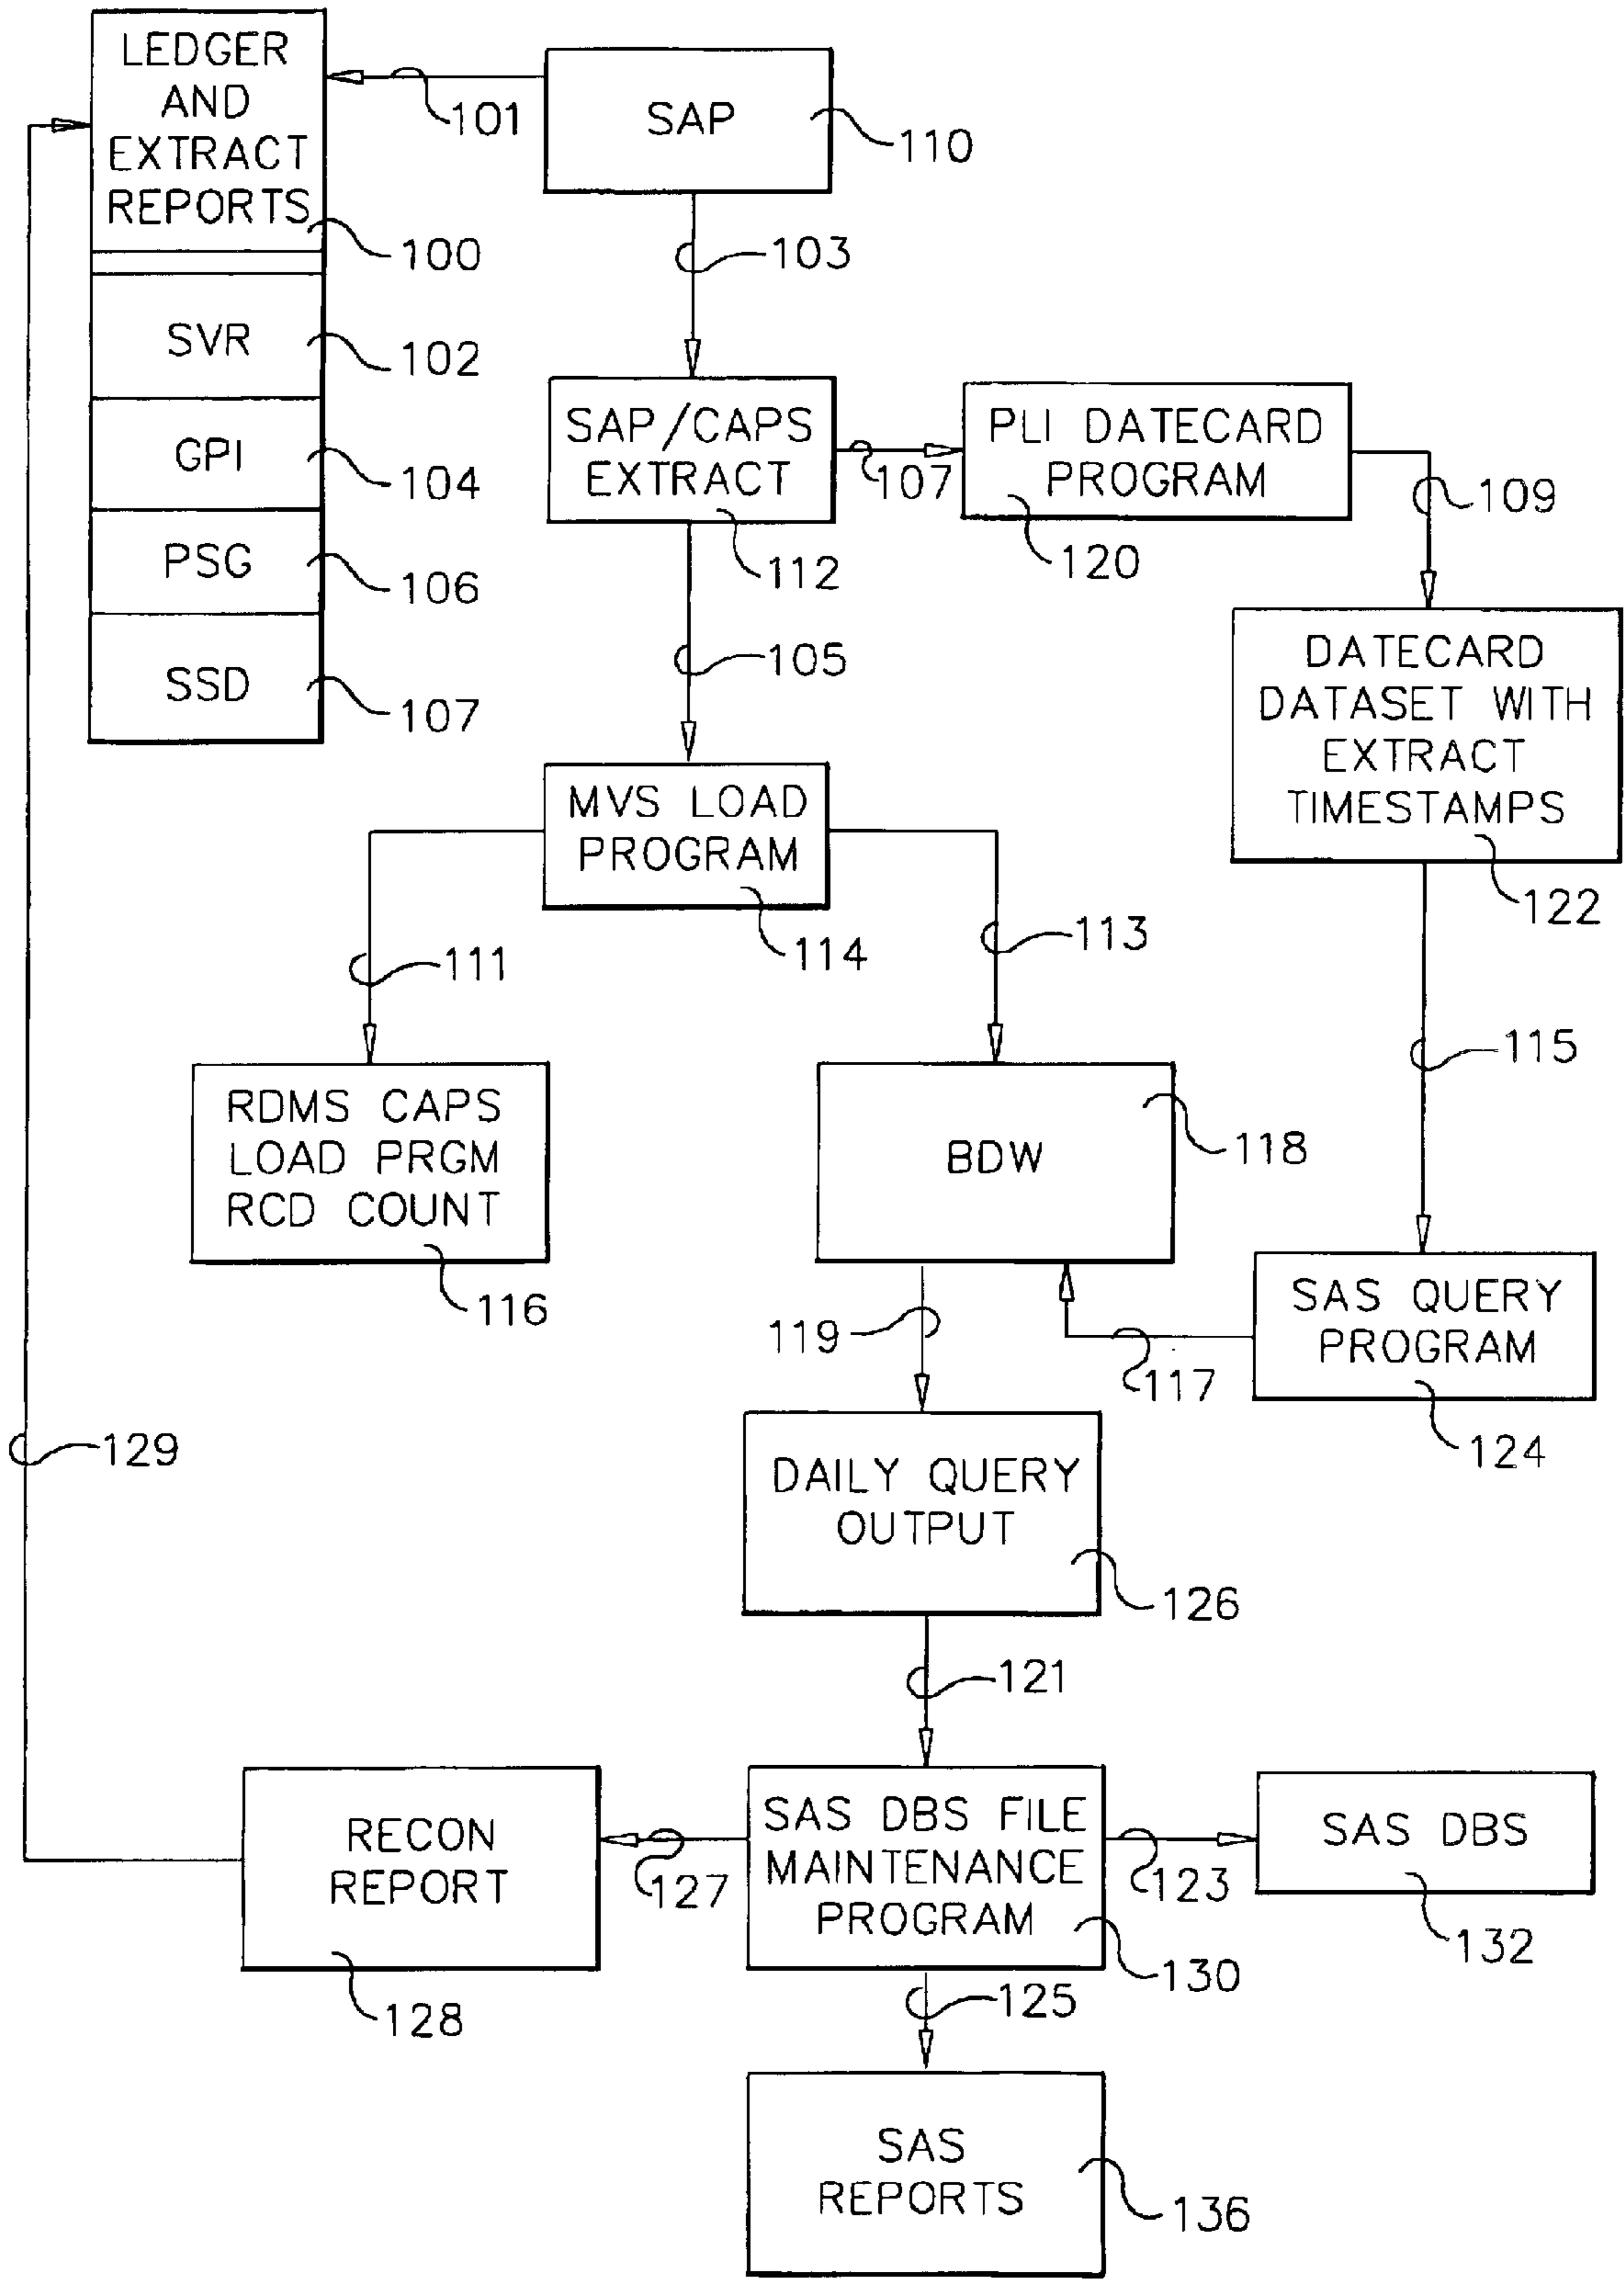 LEDGER
AND
EXTRACT
REPORTS
100
101
SAP
110
103
SVR
102
GPI
104
PSG
106
SSD
107
SAP/CAPS
EXTRACT
112
107
PLI DATECARD
PROGRAM
120
109
105
DATECARD
DATASET WITH
EXTRACT
TIMESTAMPS
122
MVS LOAD
PROGRAM
114
111
113
115
RDMS CAPS
LOAD PRGM
RCD COUNT
116
BDW
118
119
117
SAS QUERY
PROGRAM
124
129
DAILY QUERY
OUTPUT
126
121
RECON
REPORT
128
127
SAS DBS FILE
MAINTENANCE
PROGRAM
130
123
SAS DBS
132
125
SAS
REPORTS
136